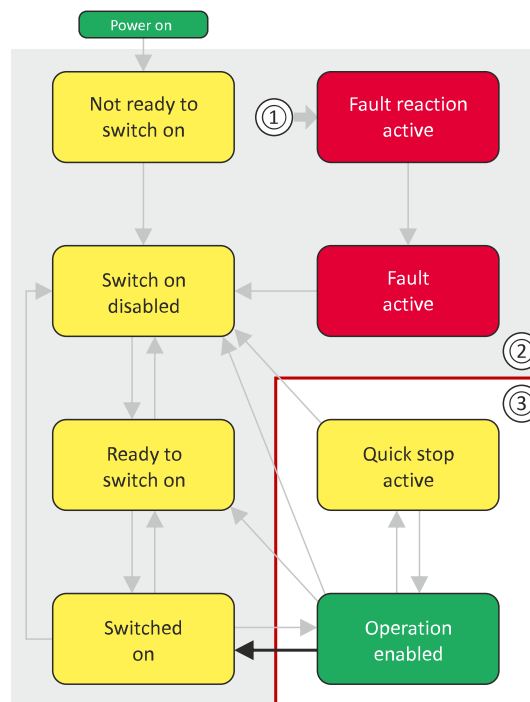 Power on
Not ready to
switch on
1
Fault reaction
active
Switch on
disabled
Fault
active
2
3
Ready to
switch on
Quick stop
active
Switched
on
Operation
enabled